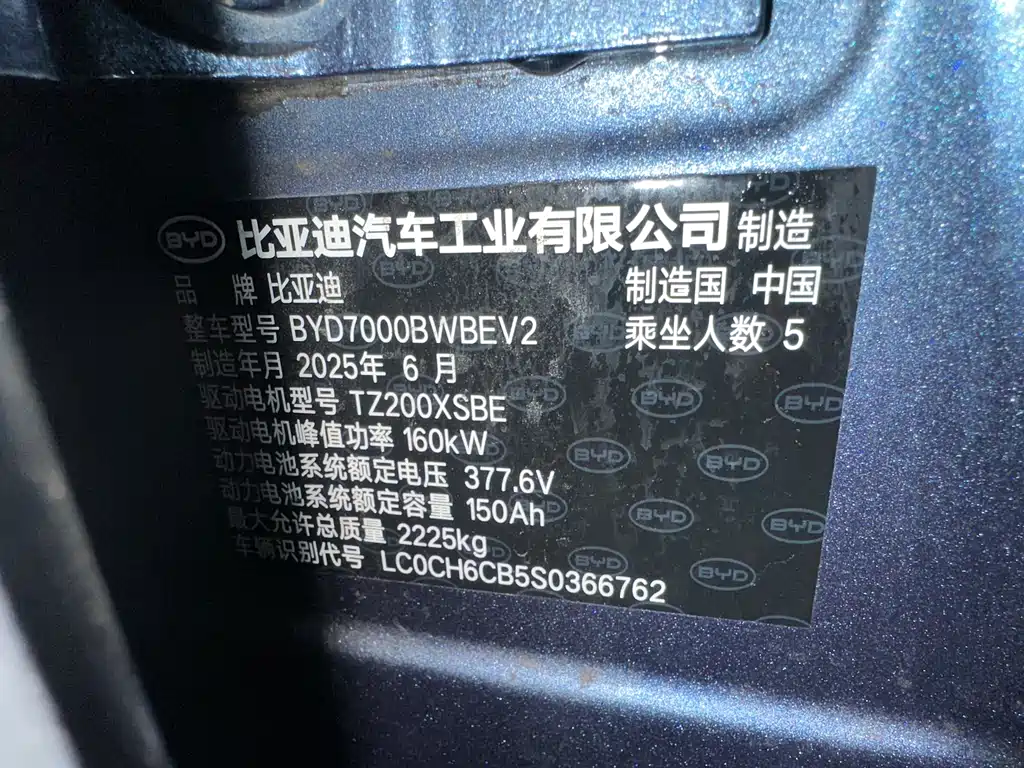 BYD 比亚迪汽车工业有限公司 制造
品 牌 比亚迪 制造国 中国
整车型号 BYD7000BWBEV2 乘坐人数 5
制造年月 2025年 6 月
驱动电机型号 TZ200XSBE
驱动电机峰值功率 160kW
动力电池系统额定电压 377.6V
动力电池系统额定容量 150Ah
最大允许总质量 2225kg
车辆识别代号 LC0CH6CB5S0366762